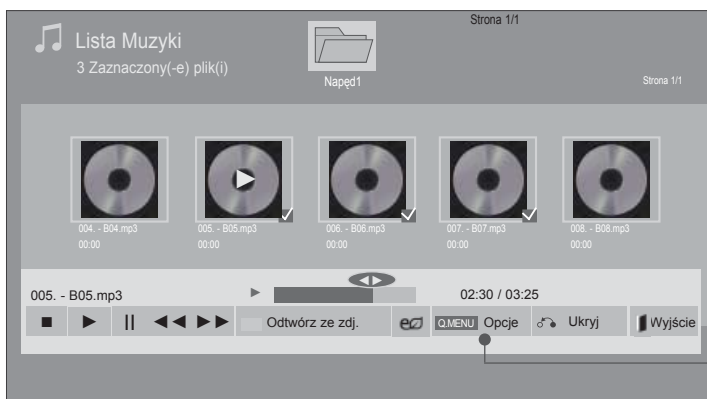 Strona 1/1
Lista Muzyki
3 Zaznaczony(-e) plik(i)
Napęd1
Strona 1/1
004. - B04.mp3
00:00
005. - B05.mp3
00:00
006. - B06.mp3
00:00
007. - B07.mp3
00:00
008. - B08.mp3
00:00
005. - B05.mp3
02:30 / 03:25
Odtwórz ze zdj.
Q.MENU Opcje
Ukryj
Wyjście